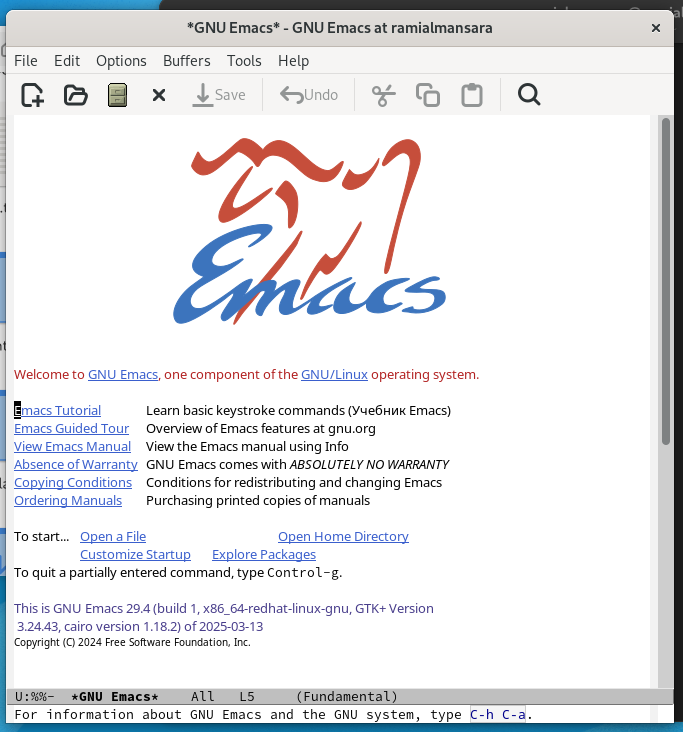 *GNU Emacs* - GNU Emacs at ramialmansara
File Edit Options Buffers Tools Help
Save Undo
Emacs
Welcome to GNU Emacs, one component of the GNU/Linux operating system.
Emacs Tutorial Learn basic keystroke commands (Учебник Emacs)
Emacs Guided Tour Overview of Emacs features at gnu.org
View Emacs Manual View the Emacs manual using Info
Absence of Warranty GNU Emacs comes with ABSOLUTELY NO WARRANTY
Copying Conditions Conditions for redistributing and changing Emacs
Ordering Manuals Purchasing printed copies of manuals
To start... Open a File Open Home Directory
Customize Startup Explore Packages
To quit a partially entered command, type Control-g.
This is GNU Emacs 29.4 (build 1, x86_64-redhat-linux-gnu, GTK+ Version
3.24.43, cairo version 1.18.2) of 2025-03-13
Copyright (C) 2024 Free Software Foundation, Inc.
U:%%- *GNU Emacs* All L5 (Fundamental)
For information about GNU Emacs and the GNU system, type C-h C-a.